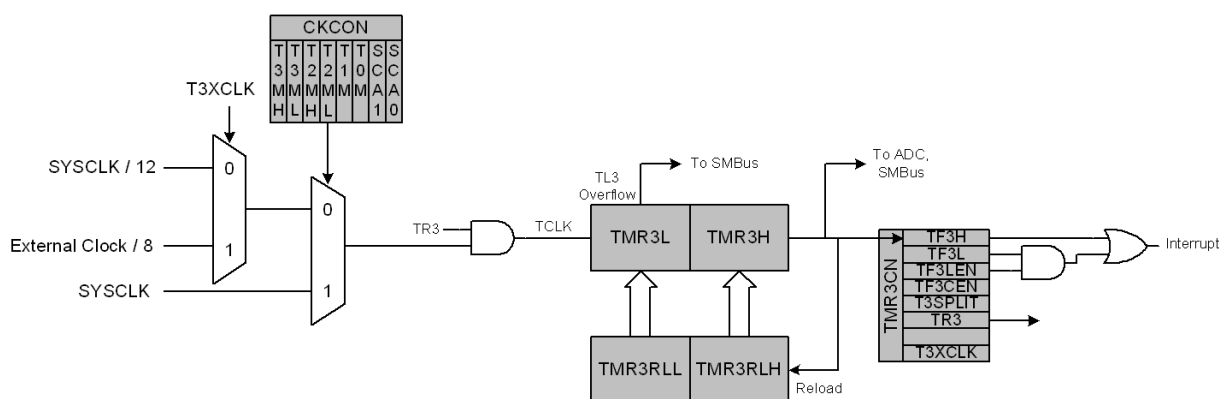 CKCON
T3MH
T3ML
T2MH
T2ML
T1M
T0M
SCA1
SCA0
T3XCLK
SYSCLK / 12
0
External Clock / 8
1
0
SYSCLK
1
TR3
TCLK
TL3
Overflow
To SMBus
To ADC,
SMBus
TMR3L
TMR3H
TMR3RLL
TMR3RLH
Reload
TMR3CN
TF3H
TF3L
TF3LEN
TF3CEN
T3SPLIT
TR3
T3XCLK
Interrupt